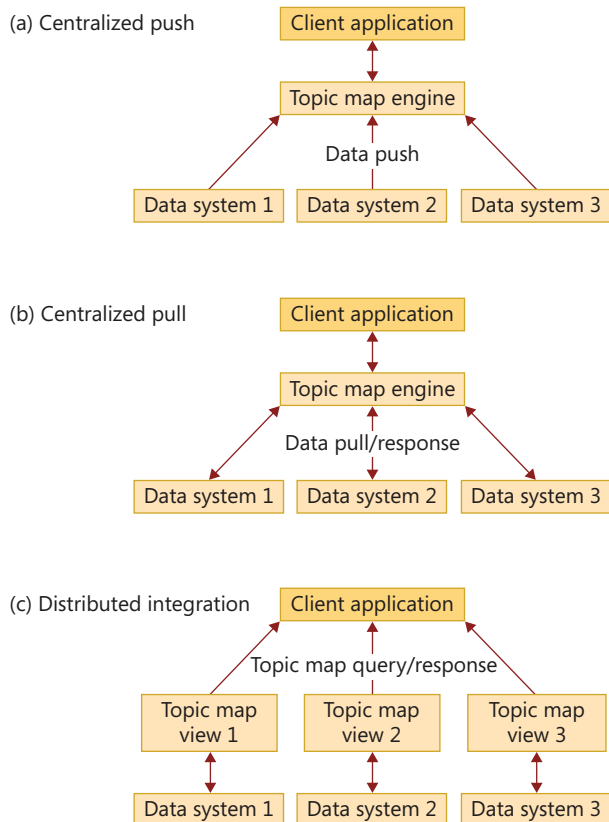 (a) Centralized push
Client application
Topic map engine
Data push
Data system 1
Data system 2
Data system 3
(b) Centralized pull
Client application
Topic map engine
Data pull/response
Data system 1
Data system 2
Data system 3
(c) Distributed integration
Client application
Topic map query/response
Topic map
view 1
Topic map
view 2
Topic map
view 3
Data system 1
Data system 2
Data system 3